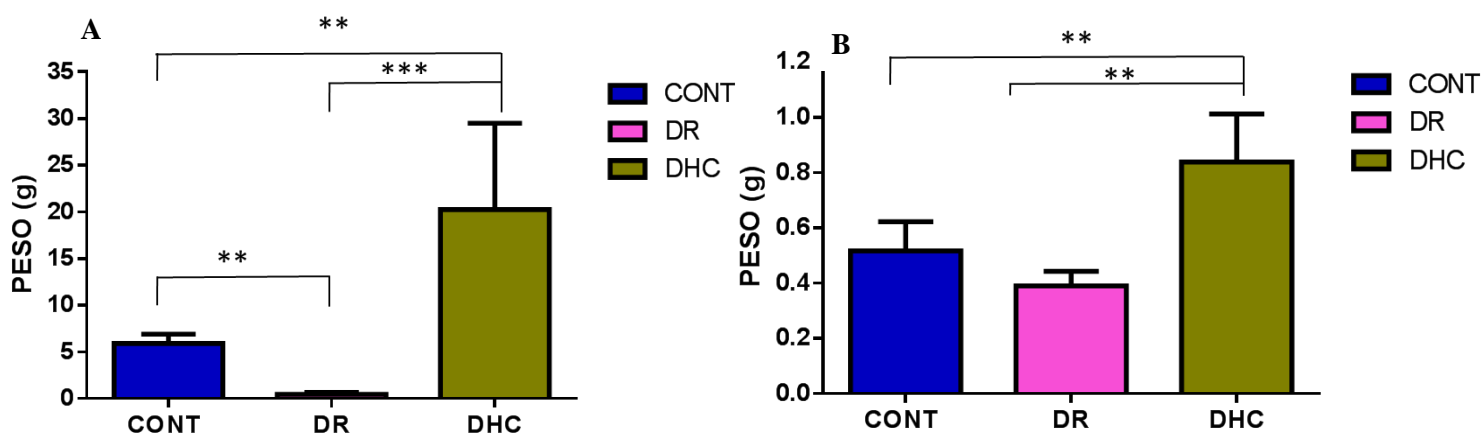 A
**
***
**
PESO (g)
35
30
25
20
15
10
5
0
CONT
DR
DHC
CONT
DR
DHC
B
**
**
PESO (g)
1.2
1.0
0.8
0.6
0.4
0.2
0.0
CONT
DR
DHC
CONT
DR
DHC